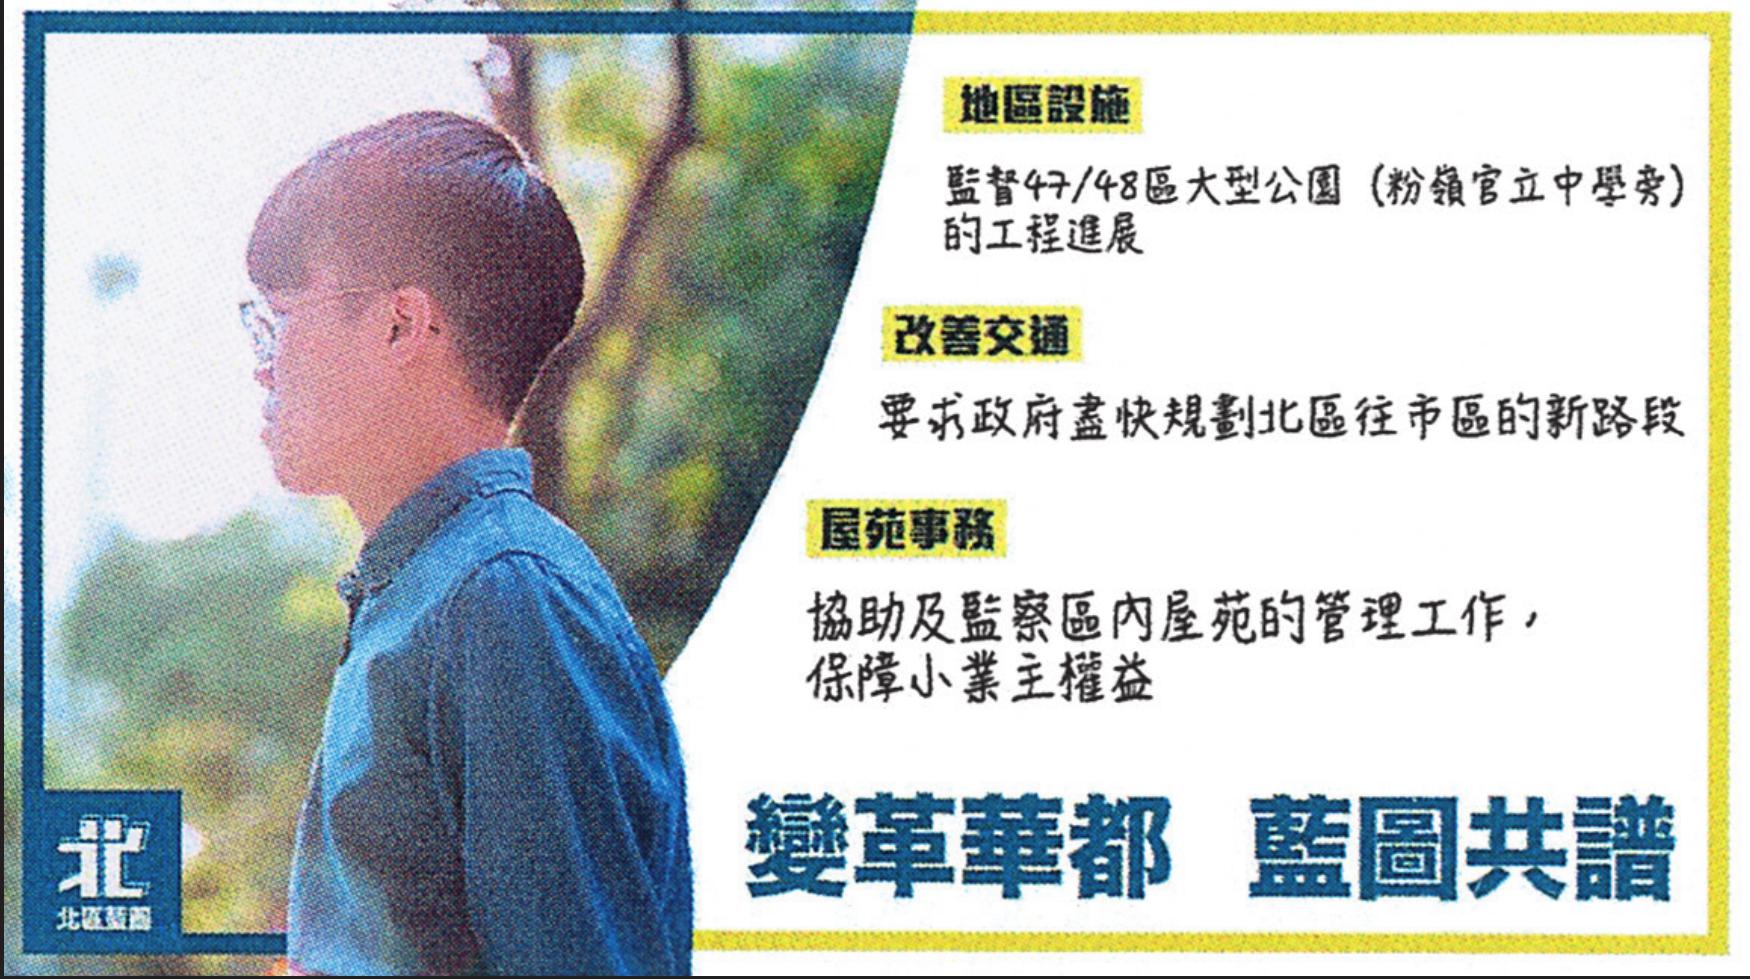 地區設施
監督47/48區大型公園（粉嶺官立中學旁）
的工程進展
改善交通
要求政府盡快規劃北區往市區的新路段
屋苑事務
協助及監察區內屋苑的管理工作，
保障小業主權益
變革華都 藍圖共譜
北
北區藍圖